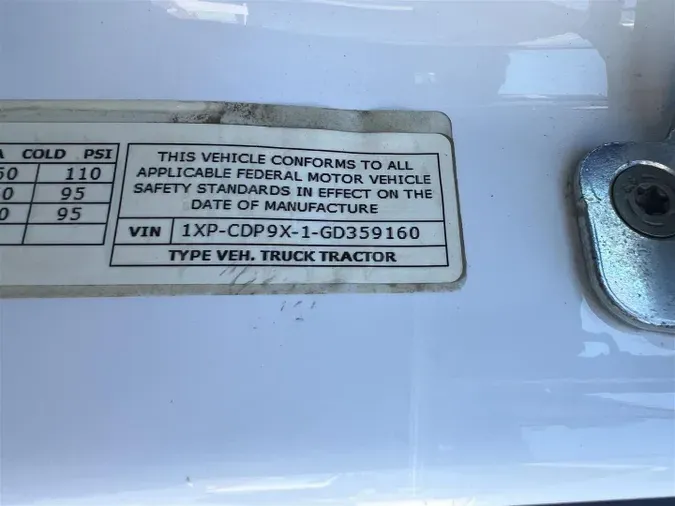 A COLD PSI
50 110
0 95
0 95
THIS VEHICLE CONFORMS TO ALL
APPLICABLE FEDERAL MOTOR VEHICLE
SAFETY STANDARDS IN EFFECT ON THE
DATE OF MANUFACTURE
VIN 1XP-CDP9X-1-GD359160
TYPE VEH. TRUCK TRACTOR